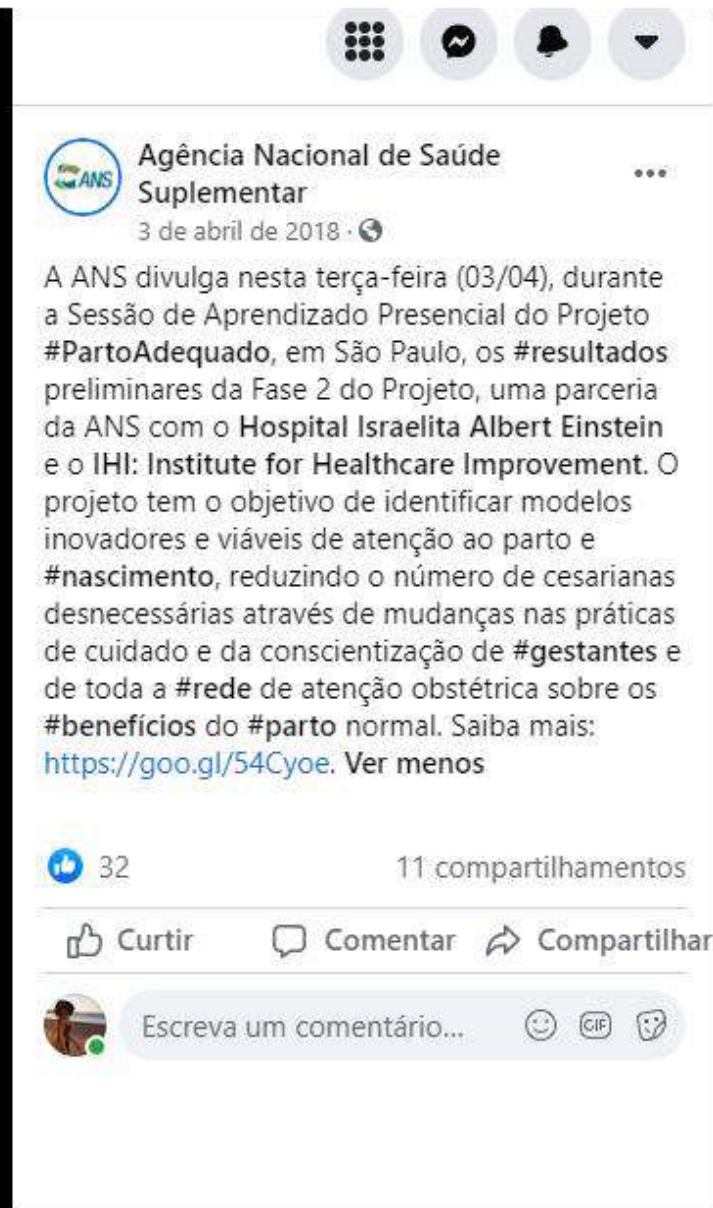 ANS
Agência Nacional de Saúde
Suplementar
3 de abril de 2018 ·
A ANS divulga nesta terça-feira (03/04), durante
a Sessão de Aprendizado Presencial do Projeto
#PartoAdequado, em São Paulo, os #resultados
preliminares da Fase 2 do Projeto, uma parceria
da ANS com o Hospital Israelita Albert Einstein
e o IHI: Institute for Healthcare Improvement. O
projeto tem o objetivo de identificar modelos
inovadores e viáveis de atenção ao parto e
#nascimento, reduzindo o número de cesarianas
desnecessárias através de mudanças nas práticas
de cuidado e da conscientização de #gestantes e
de toda a #rede de atenção obstétrica sobre os
#benefícios do #parto normal. Saiba mais:
https://goo.gl/54Cyoe. Ver menos
32 11 compartilhamentos
Curtir Comentar Compartilhar
Escreva um comentário... GIF